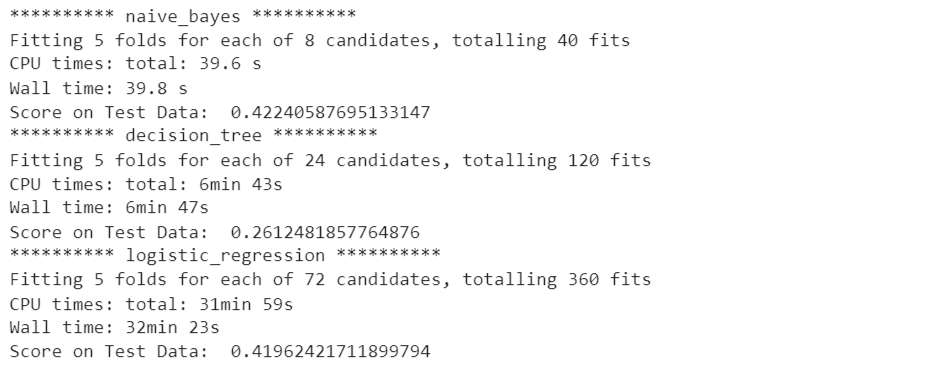 ********** naive_bayes **********
Fitting 5 folds for each of 8 candidates, totalling 40 fits
CPU times: total: 39.6 s
Wall time: 39.8 s
Score on Test Data:  0.42240587695133147
********** decision_tree **********
Fitting 5 folds for each of 24 candidates, totalling 120 fits
CPU times: total: 6min 43s
Wall time: 6min 47s
Score on Test Data:  0.2612481857764876
********** logistic_regression **********
Fitting 5 folds for each of 72 candidates, totalling 360 fits
CPU times: total: 31min 59s
Wall time: 32min 23s
Score on Test Data:  0.41962421711899794